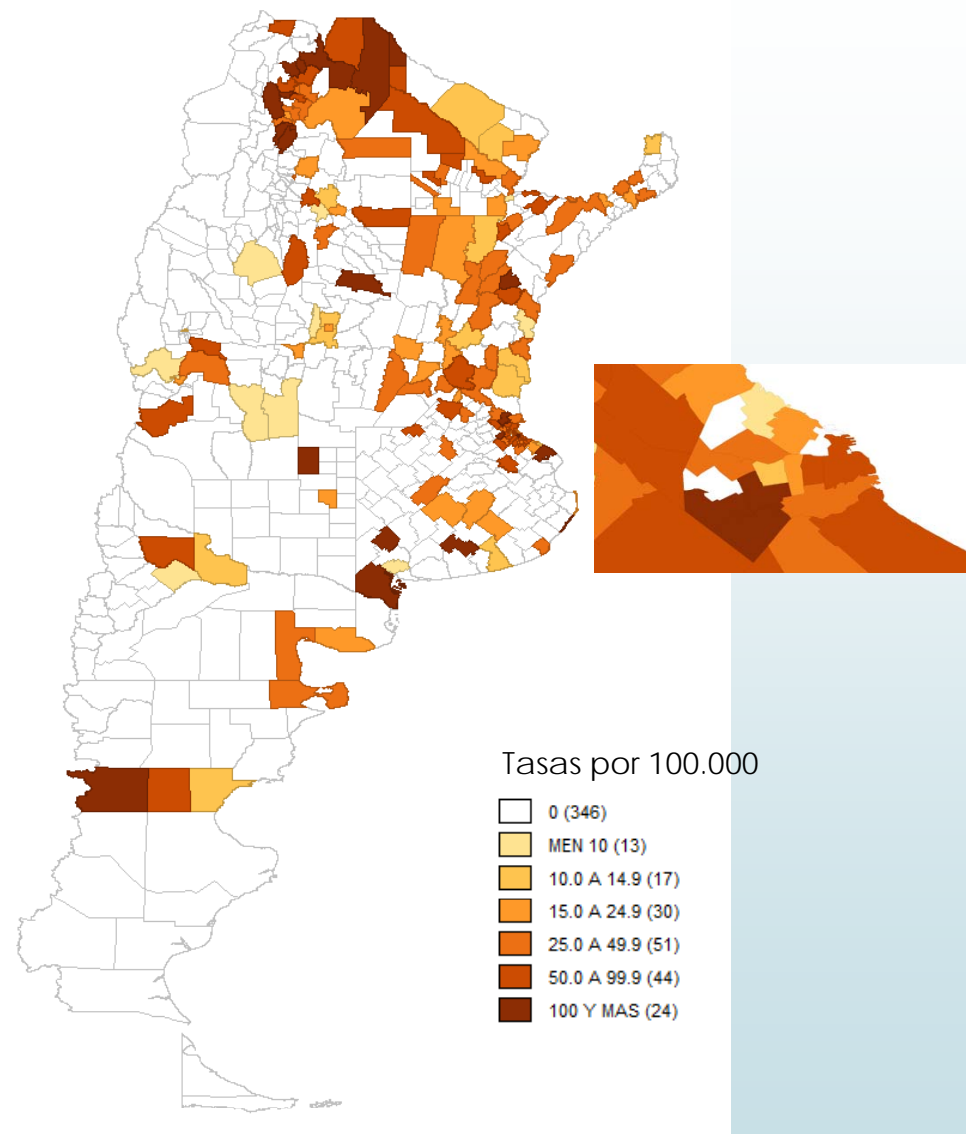 Tasas por 100.000
0 (346)
MEN 10 (13)
10.0 A 14.9 (17)
15.0 A 24.9 (30)
25.0 A 49.9 (51)
50.0 A 99.9 (44)
100 Y MAS (24)